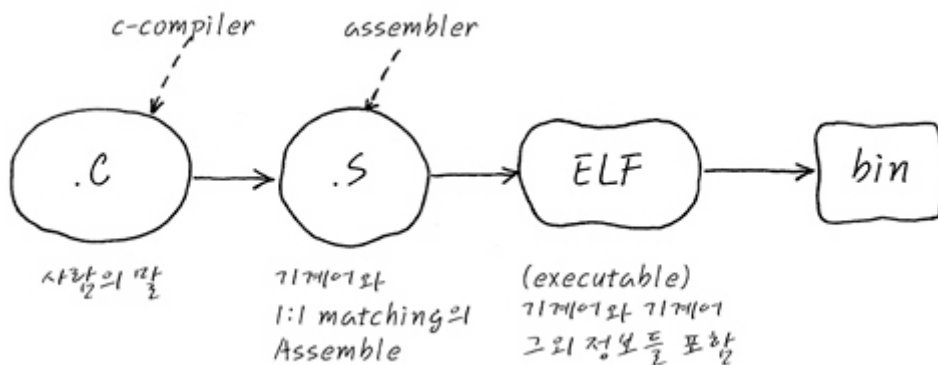 c-compiler
assembler
.C
.S
ELF
bin
사람의 말
기계어와
1:1 matching의
Assemble
(executable)
기계어와 기계어
그외 정보들 포함